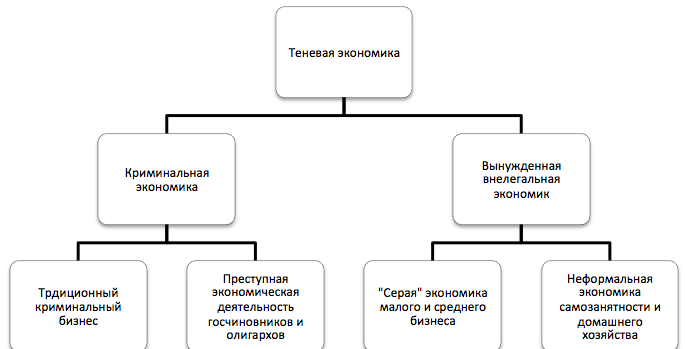 Теневая экономика
Криминальная
экономика
Вынужденная
внелегальная
экономик
Трдиционный
криминальный
бизнес
Преступная
экономическая
деятельность
госчиновников и
олигархов
"Серая" экономика
малого и среднего
бизнеса
Неформальная
экономика
самозанятности и
домашнего
хозяйства